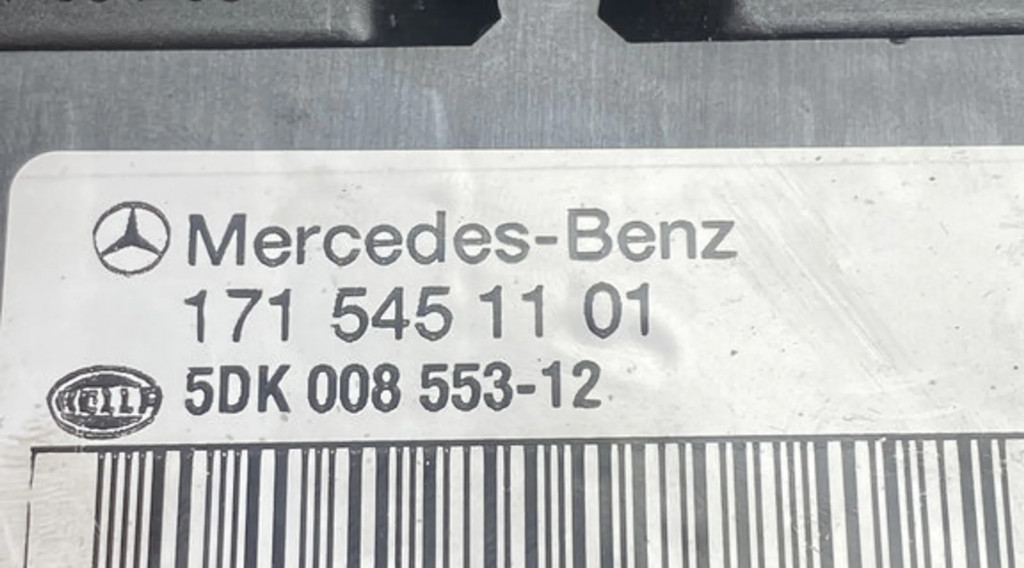 Mercedes-Benz
171 545 11 01
HELLA
5DK 008 553-12